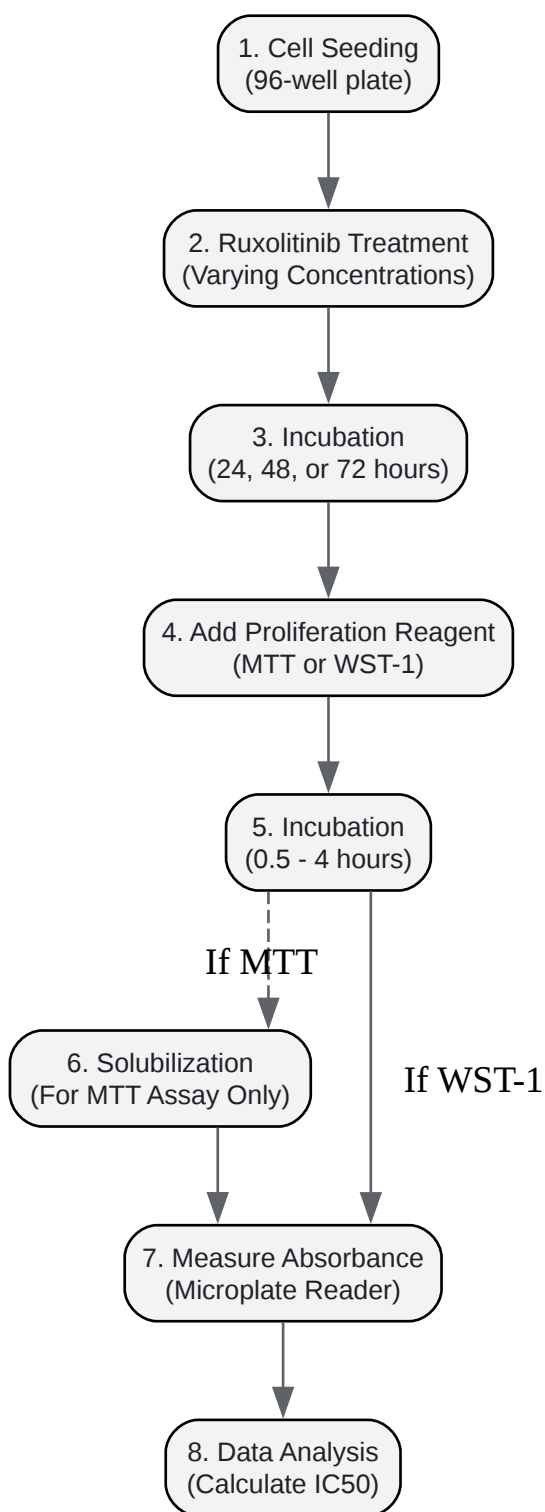 1. Cell Seeding
(96-well plate)
2. Ruxolitinib Treatment
(Varying Concentrations)
3. Incubation
(24, 48, or 72 hours)
4. Add Proliferation Reagent
(MTT or WST-1)
5. Incubation
(0.5 - 4 hours)
If MTT
6. Solubilization
(For MTT Assay Only)
If WST-1
7. Measure Absorbance
(Microplate Reader)
8. Data Analysis
(Calculate IC50)